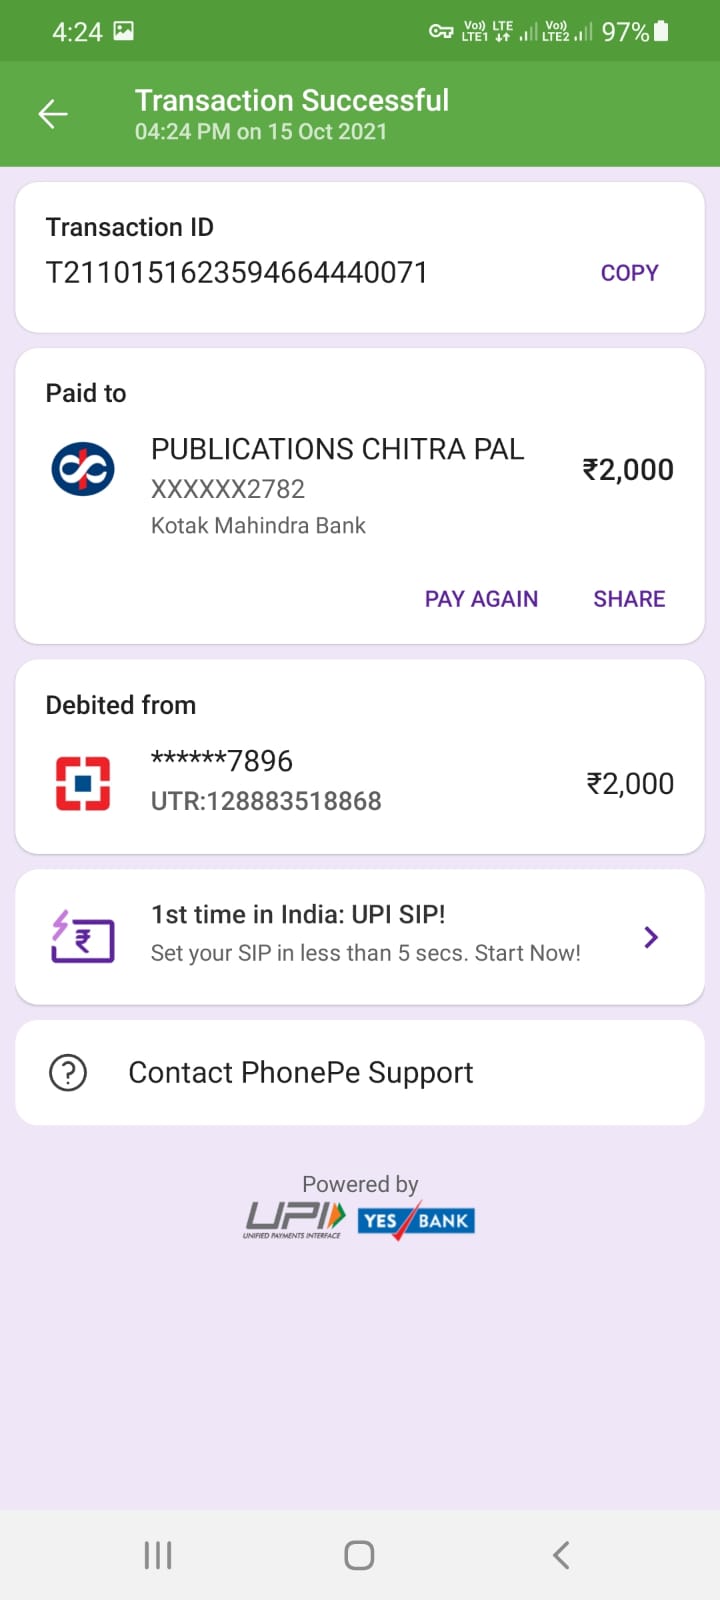 4:24 Vo)) LTE LTE1 Vo)) LTE2 97%
Transaction Successful
04:24 PM on 15 Oct 2021
Transaction ID
T2110151623594664440071 COPY
Paid to
PUBLICATIONS CHITRA PAL ₹2,000
XXXXXX2782
Kotak Mahindra Bank
PAY AGAIN SHARE
Debited from
******7896 ₹2,000
UTR:128883518868
1st time in India: UPI SIP!
Set your SIP in less than 5 secs. Start Now!
₹
? Contact PhonePe Support
Powered by
UPI YES BANK
UNIFIED PAYMENTS INTERFACE